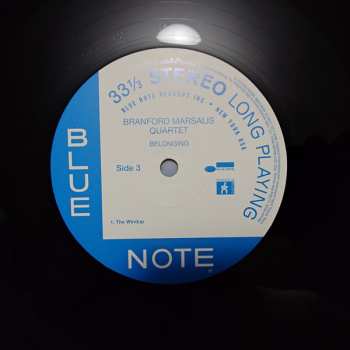 33⅓ STEREO LONG PLAYING
BLUE NOTE RECORDS INC • NEW YORK USA
BRANFORD MARSALIS
QUARTET
BELONGING
Side 3
1. The Windup
BLUE
NOTE